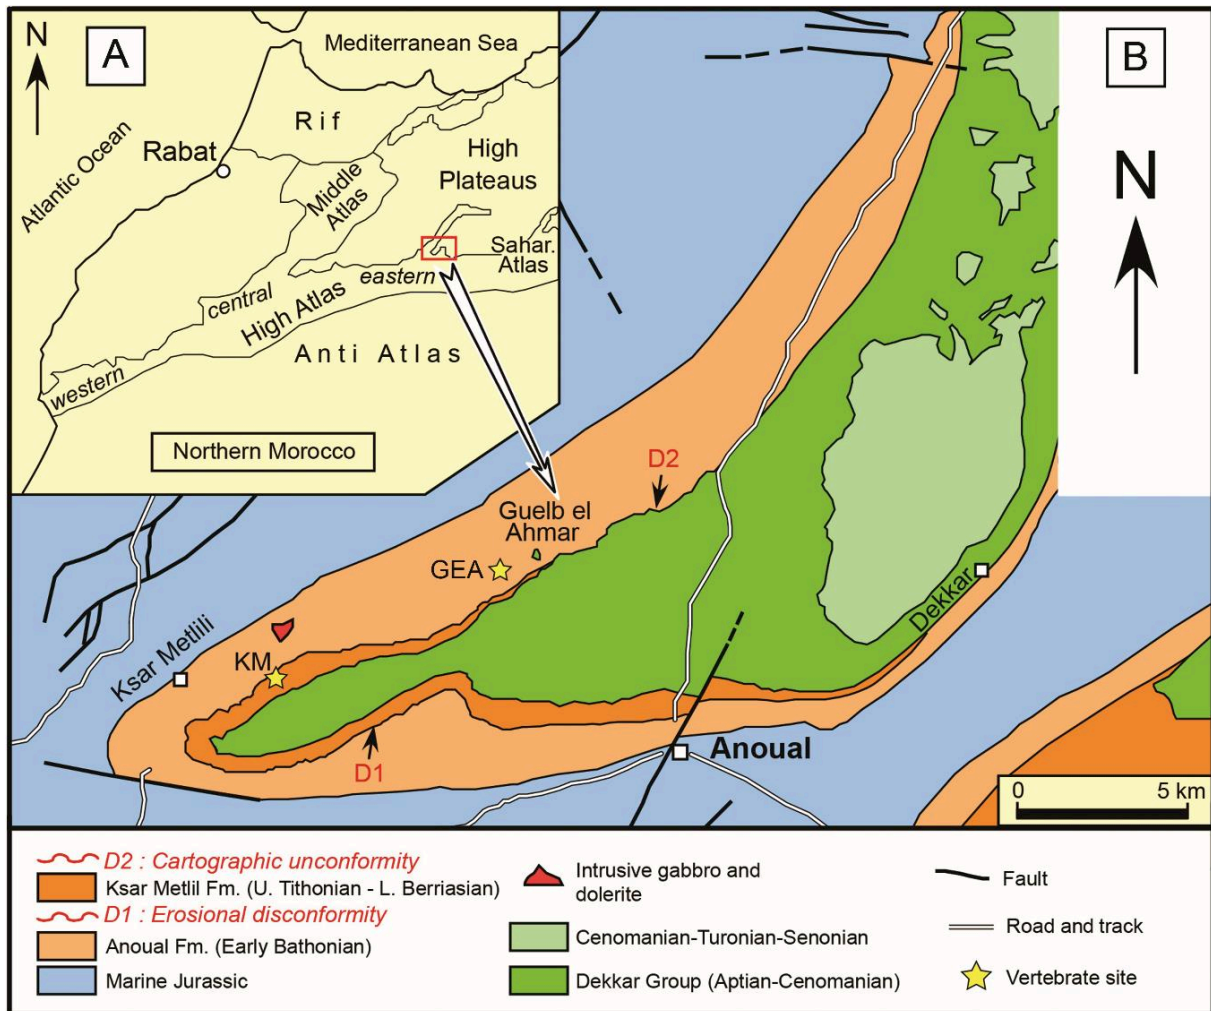 N
A
Mediterranean Sea
Atlantic Ocean
Rif
Rabat
Middle
Atlas
High
Plateaus
Sahar.
Atlas
eastern
central
High Atlas
western
Anti Atlas
Northern Morocco
B
N
D2
Guelb el
Ahmar
GEA
Ksar Metlili
KM
Dekkar
D1
Anoual
0 5 km
D2 : Cartographic unconformity
Ksar Metlil Fm. (U. Tithonian - L. Berriasian)
D1 : Erosional disconformity
Anoual Fm. (Early Bathonian)
Marine Jurassic
Intrusive gabbro and
dolerite
Cenomanian-Turonian-Senonian
Dekkar Group (Aptian-Cenomanian)
Fault
Road and track
Vertebrate site